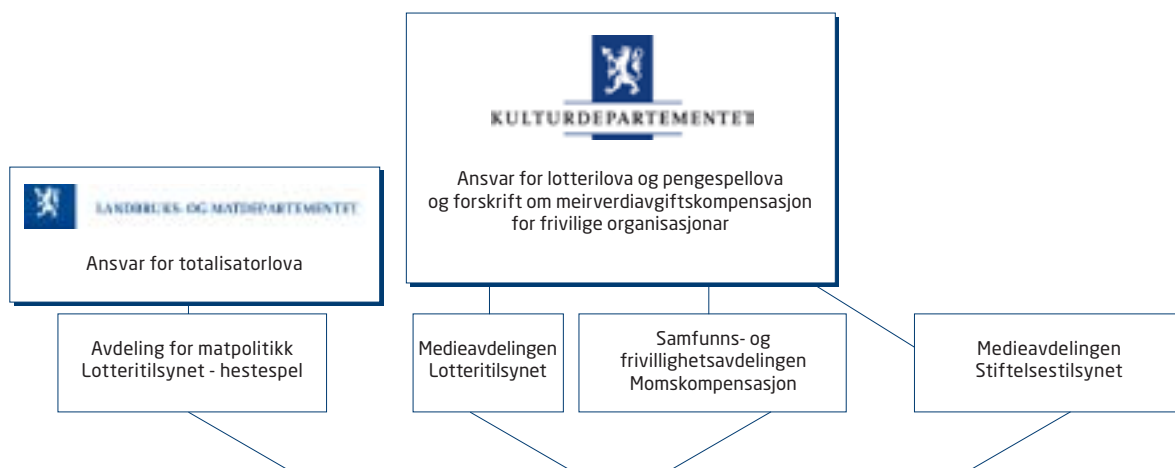 KULTURDEPARTEMENTET
Ansvar for lotterilova og pengespellova
og forskrift om meirverdiavgiftskompensasjon
for frivilige organisasjonar
LANDBRUKS- OG MATDEPARTEMENTET
Ansvar for totalisatorlova
Avdeling for matpolitikk
Lotteritilsynet - hestespel
Medieavdelingen
Lotteritilsynet
Samfunns- og
frivillighetsavdelingen
Momskompensasjon
Medieavdelingen
Stiftelsestilsynet